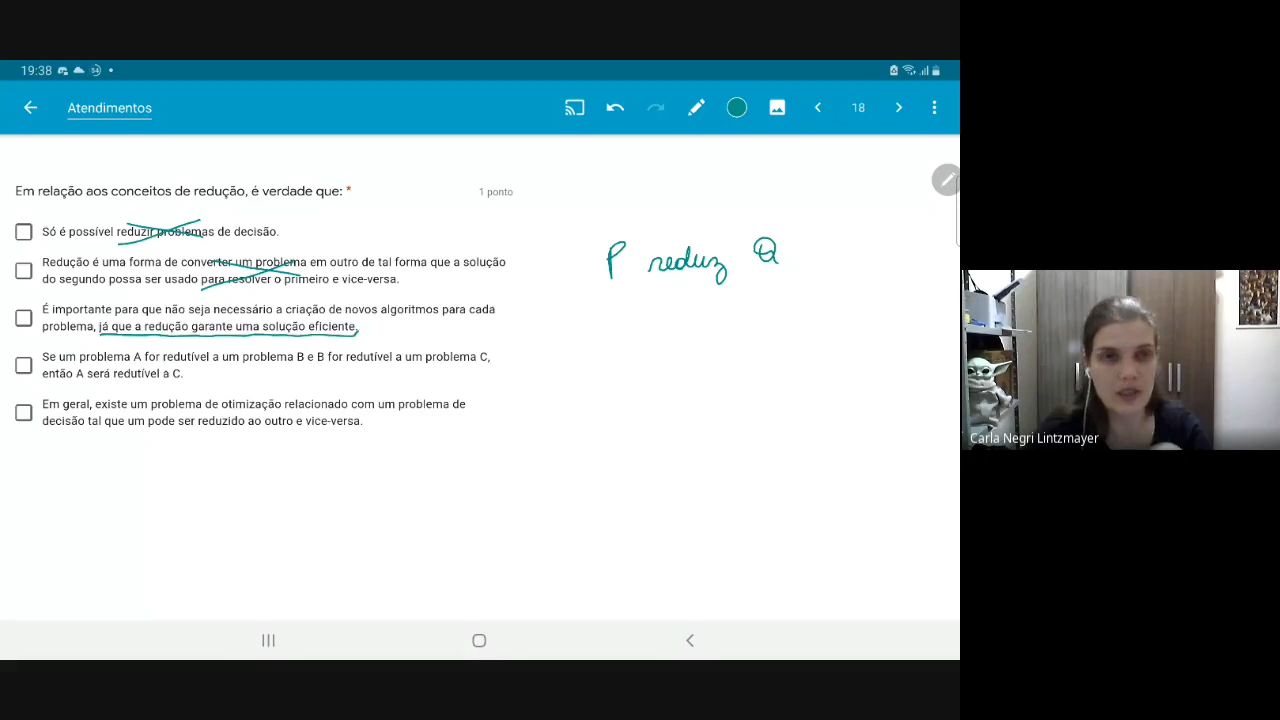 19:38
Atendimentos
18
Em relação aos conceitos de redução, é verdade que: *
1 ponto
Só é possível reduzir problemas de decisão.
Redução é uma forma de converter um problema em outro de tal forma que a solução
do segundo possa ser usado para resolver o primeiro e vice-versa.
É importante para que não seja necessário a criação de novos algoritmos para cada
problema, já que a redução garante uma solução eficiente.
Se um problema A for redutível a um problema B e B for redutível a um problema C,
então A será redutível a C.
Em geral, existe um problema de otimização relacionado com um problema de
decisão tal que um pode ser reduzido ao outro e vice-versa.
P reduz Q
Carla Negri Lintzmayer